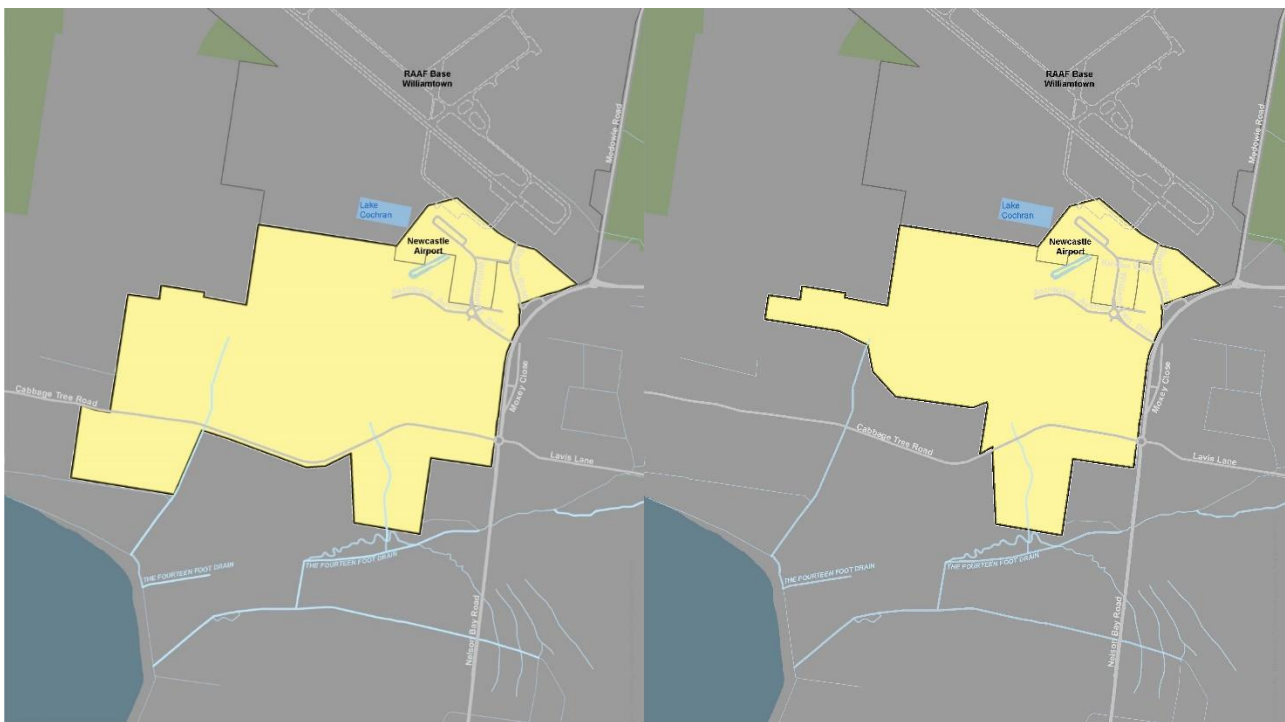 RAAF Base
Williamtown
Medowie Road
Lake
Cochran
Newcastle
Airport
Cabbage Tree Road
Moxey Close
Lavis Lane
THE FOURTEEN FOOT DRAIN
THE FOURTEEN FOOT DRAIN
Nelson Bay Road
RAAF Base
Williamtown
Medowie Road
Lake
Cochran
Newcastle
Airport
Cabbage Tree Road
Moxey Close
Lavis Lane
THE FOURTEEN FOOT DRAIN
THE FOURTEEN FOOT DRAIN
Nelson Bay Road